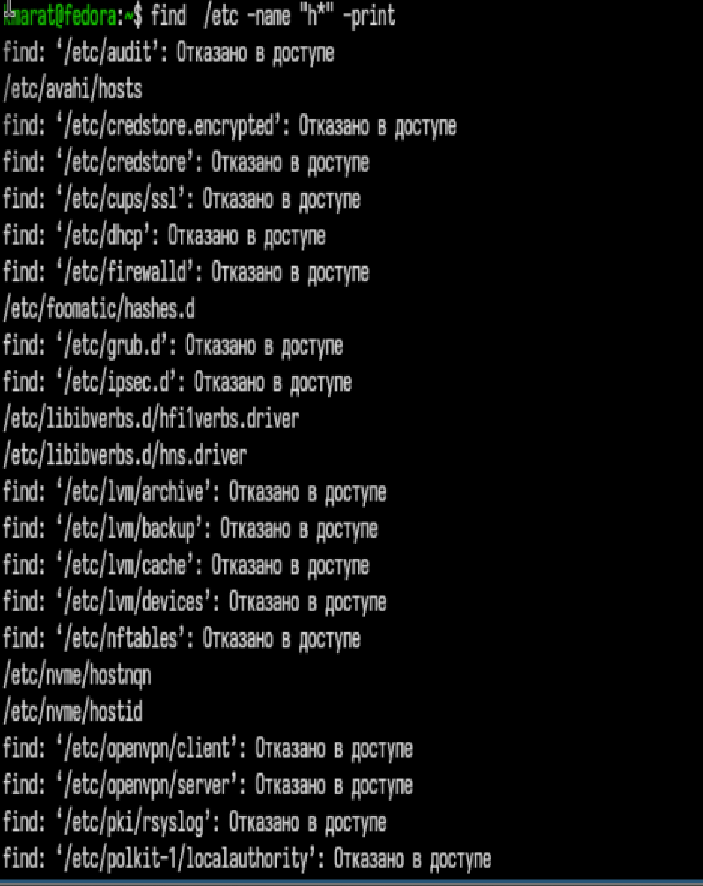 kmarat@fedora:~$ find  /etc -name "h*" -print
find: ‘/etc/audit’: Отказано в доступе
/etc/avahi/hosts
find: ‘/etc/credstore.encrypted’: Отказано в доступе
find: ‘/etc/credstore’: Отказано в доступе
find: ‘/etc/cups/ssl’: Отказано в доступе
find: ‘/etc/dhcp’: Отказано в доступе
find: ‘/etc/firewalld’: Отказано в доступе
/etc/foomatic/hashes.d
find: ‘/etc/grub.d’: Отказано в доступе
find: ‘/etc/ipsec.d’: Отказано в доступе
/etc/libibverbs.d/hfi1verbs.driver
/etc/libibverbs.d/hns.driver
find: ‘/etc/lvm/archive’: Отказано в доступе
find: ‘/etc/lvm/backup’: Отказано в доступе
find: ‘/etc/lvm/cache’: Отказано в доступе
find: ‘/etc/lvm/devices’: Отказано в доступе
find: ‘/etc/nftables’: Отказано в доступе
/etc/nvme/hostnqn
/etc/nvme/hostid
find: ‘/etc/openvpn/client’: Отказано в доступе
find: ‘/etc/openvpn/server’: Отказано в доступе
find: ‘/etc/pki/rsyslog’: Отказано в доступе
find: ‘/etc/polkit-1/localauthority’: Отказано в доступе